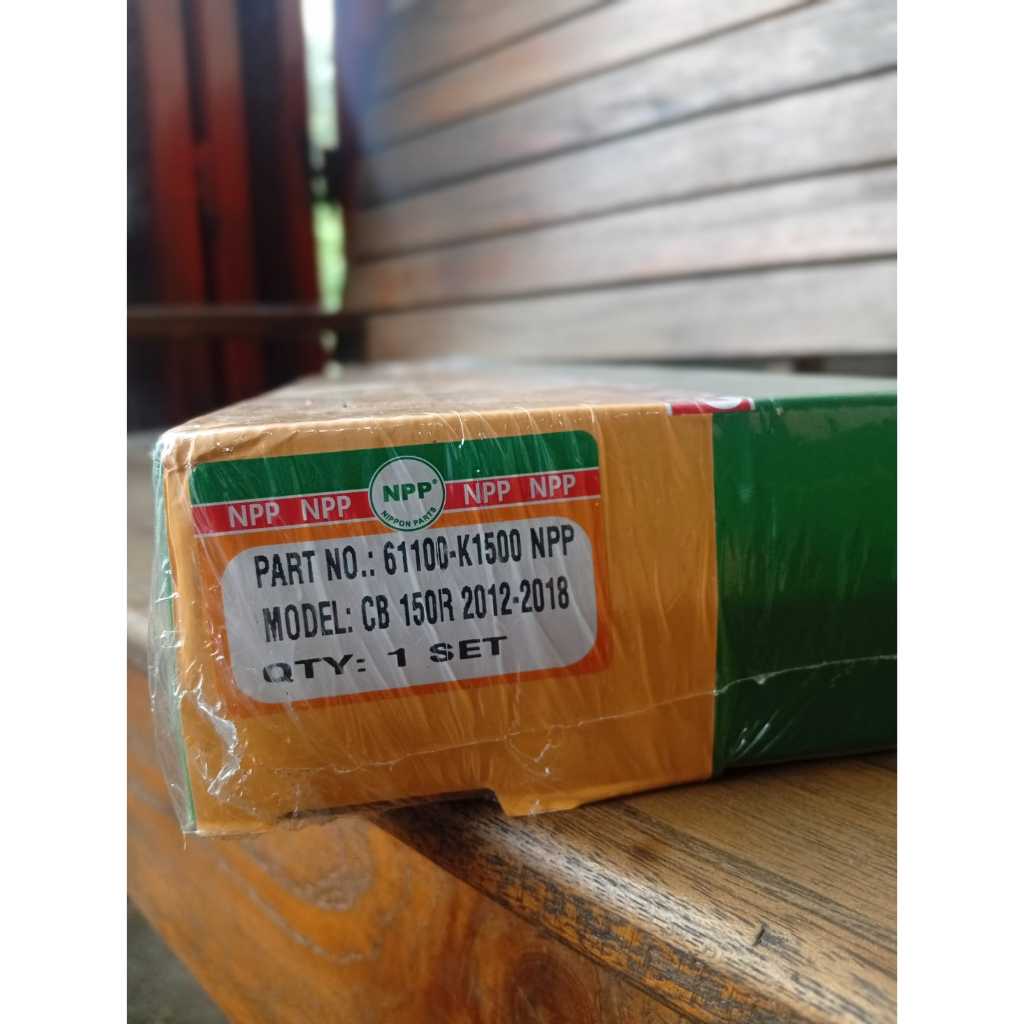 NPP NPP NPP® NPP NPP
NIPPON PARTS
PART NO.: 61100-K1500 NPP
MODEL: CB 150R 2012-2018
QTY: 1 SET